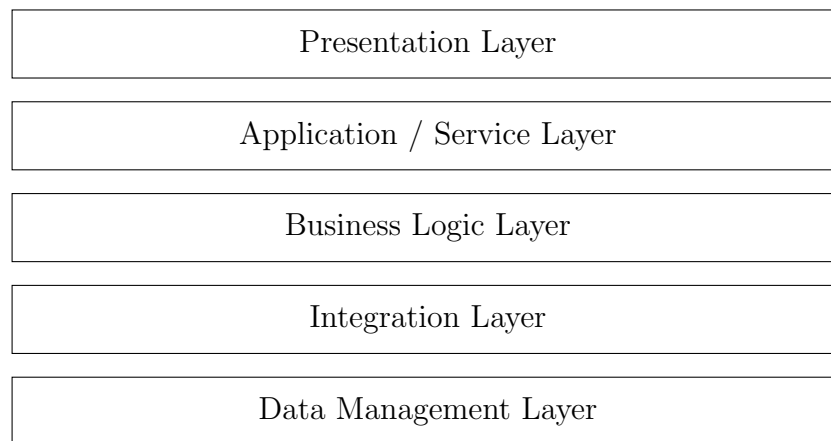 Presentation Layer
Application / Service Layer
Business Logic Layer
Integration Layer
Data Management Layer